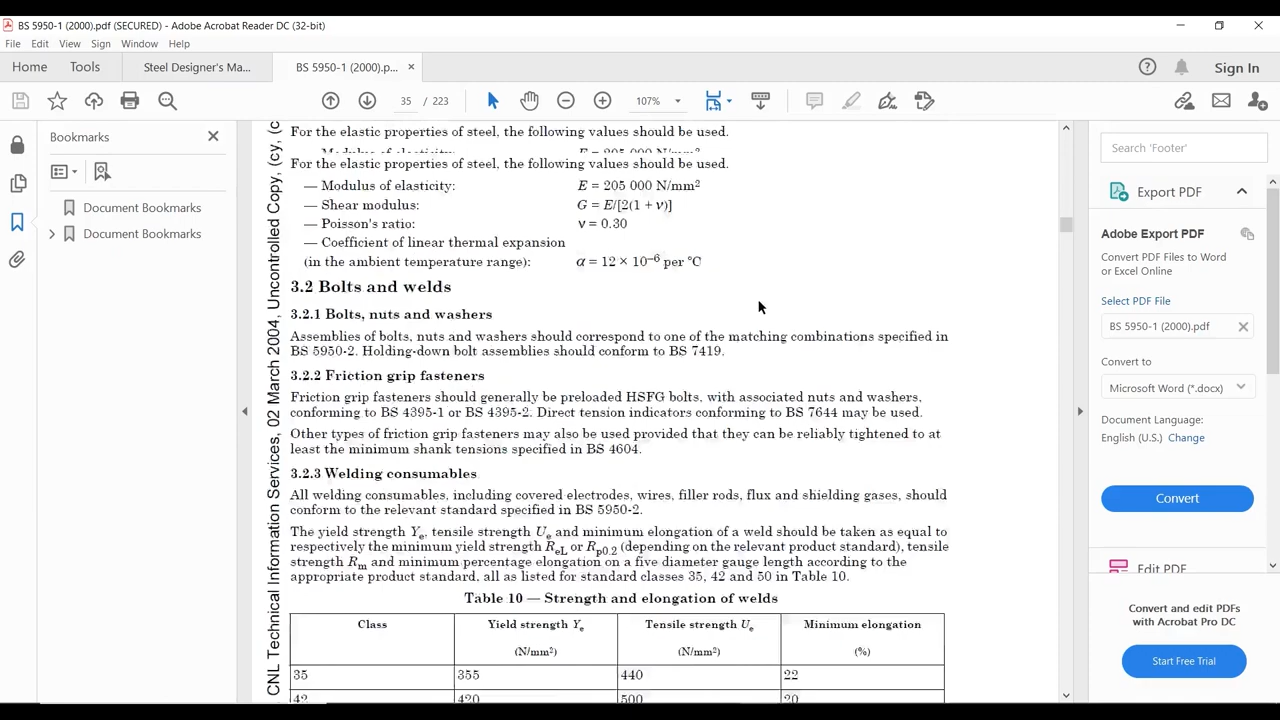 BS 5950-1 (2000).pdf (SECURED) - Adobe Acrobat Reader DC (32-bit)
File Edit View Sign Window Help
Home Tools Steel Designer's Ma... BS 5950-1 (2000).p... ×
35 / 223 107%
Sign In
Bookmarks
Document Bookmarks
Document Bookmarks
CNL Technical Information Services, 02 March 2004, Uncontrolled Copy, (cy, (c
For the elastic properties of steel, the following values should be used.
— Modulus of elasticity: E = 205 000 N/mm²
For the elastic properties of steel, the following values should be used.
— Modulus of elasticity: E = 205 000 N/mm²
— Shear modulus: G = E/[2(1 + ν)]
— Poisson's ratio: ν = 0.30
— Coefficient of linear thermal expansion
(in the ambient temperature range): α = 12 × 10⁻⁶ per °C
3.2 Bolts and welds
3.2.1 Bolts, nuts and washers
Assemblies of bolts, nuts and washers should correspond to one of the matching combinations specified in
BS 5950-2. Holding-down bolt assemblies should conform to BS 7419.
3.2.2 Friction grip fasteners
Friction grip fasteners should generally be preloaded HSFG bolts, with associated nuts and washers,
conforming to BS 4395-1 or BS 4395-2. Direct tension indicators conforming to BS 7644 may be used.
Other types of friction grip fasteners may also be used provided that they can be reliably tightened to at
least the minimum shank tensions specified in BS 4604.
3.2.3 Welding consumables
All welding consumables, including covered electrodes, wires, filler rods, flux and shielding gases, should
conform to the relevant standard specified in BS 5950-2.
The yield strength Yₑ, tensile strength Uₑ and minimum elongation of a weld should be taken as equal to
respectively the minimum yield strength R_eL or R_p0.2 (depending on the relevant product standard), tensile
strength R_m and minimum percentage elongation on a five diameter gauge length according to the
appropriate product standard, all as listed for standard classes 35, 42 and 50 in Table 10.
Table 10 — Strength and elongation of welds
Class Yield strength Yₑ Tensile strength Uₑ Minimum elongation
(N/mm²) (N/mm²) (%)
35 355 440 22
42 420 500 20
Search 'Footer'
Export PDF
Adobe Export PDF
Convert PDF Files to Word
or Excel Online
Select PDF File
BS 5950-1 (2000).pdf ×
Convert to
Microsoft Word (*.docx)
Document Language:
English (U.S.) Change
Convert
Edit PDF
Convert and edit PDFs
with Acrobat Pro DC
Start Free Trial